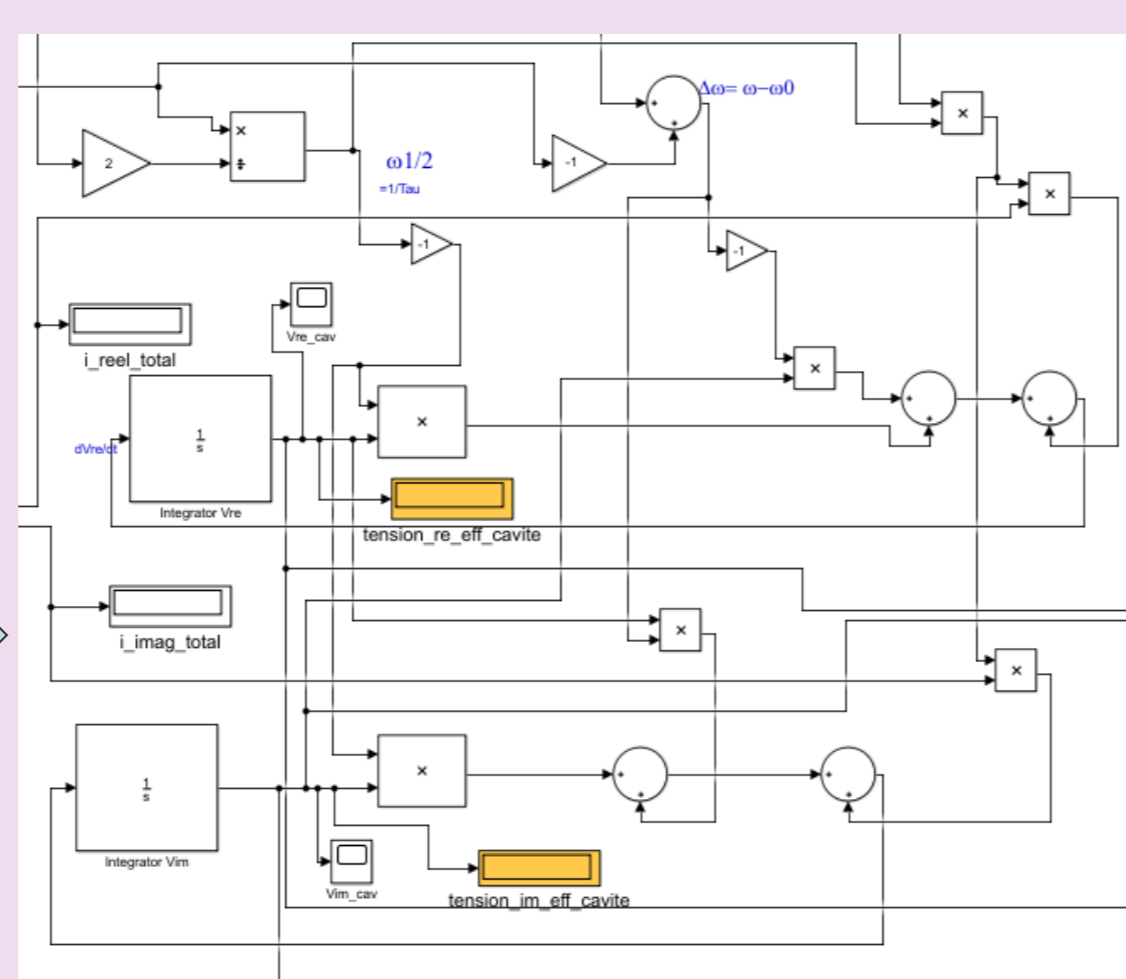 Δω= ω−ω0
×
×
÷
2
-1
ω1/2
=1/Tau
×
-1
-1
Vre_cav
i_reel_total
×
×
1
s
dVre/dt
Integrator Vre
tension_re_eff_cavite
×
i_imag_total
×
1
s
×
Integrator Vim
Vim_cav
tension_im_eff_cavite